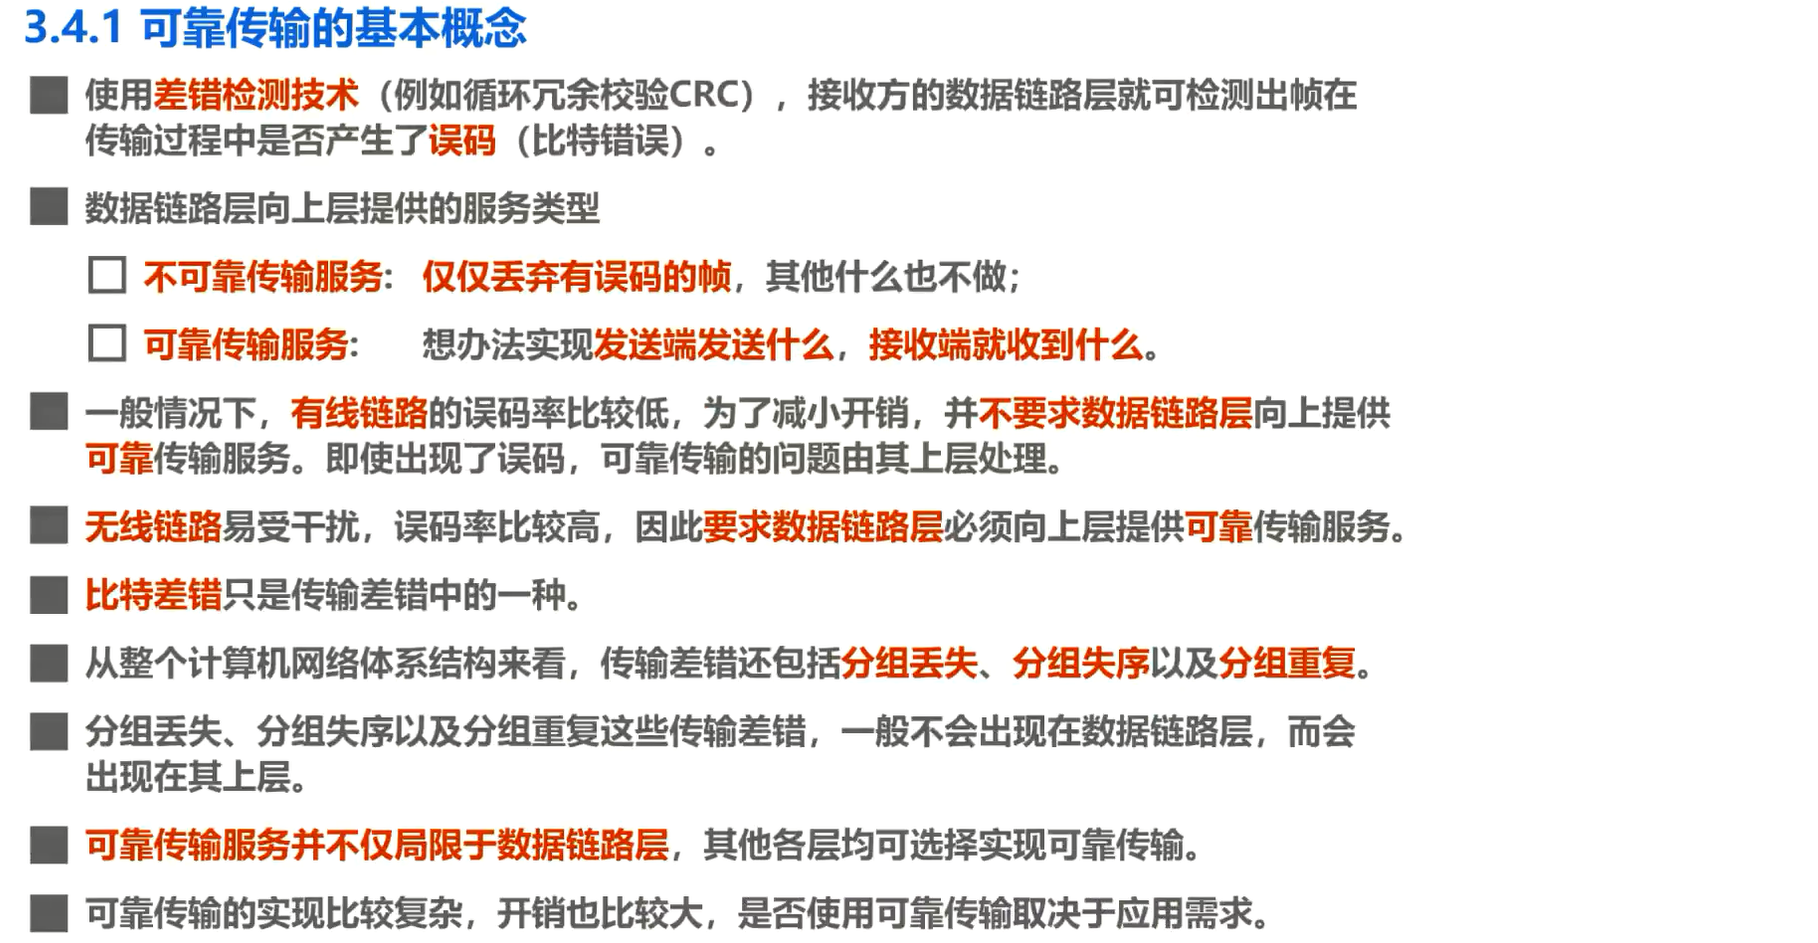 3.4.1 可靠传输的基本概念
使用差错检测技术（例如循环冗余校验CRC），接收方的数据链路层就可检测出帧在
传输过程中是否产生了误码（比特错误）。
数据链路层向上层提供的服务类型
不可靠传输服务: 仅仅丢弃有误码的帧，其他什么也不做；
可靠传输服务: 想办法实现发送端发送什么，接收端就收到什么。
一般情况下，有线链路的误码率比较低，为了减小开销，并不要求数据链路层向上提供
可靠传输服务。即使出现了误码，可靠传输的问题由其上层处理。
无线链路易受干扰，误码率比较高，因此要求数据链路层必须向上层提供可靠传输服务。
比特差错只是传输差错中的一种。
从整个计算机网络体系结构来看，传输差错还包括分组丢失、分组失序以及分组重复。
分组丢失、分组失序以及分组重复这些传输差错，一般不会出现在数据链路层，而会
出现在其上层。
可靠传输服务并不仅局限于数据链路层，其他各层均可选择实现可靠传输。
可靠传输的实现比较复杂，开销也比较大，是否使用可靠传输取决于应用需求。